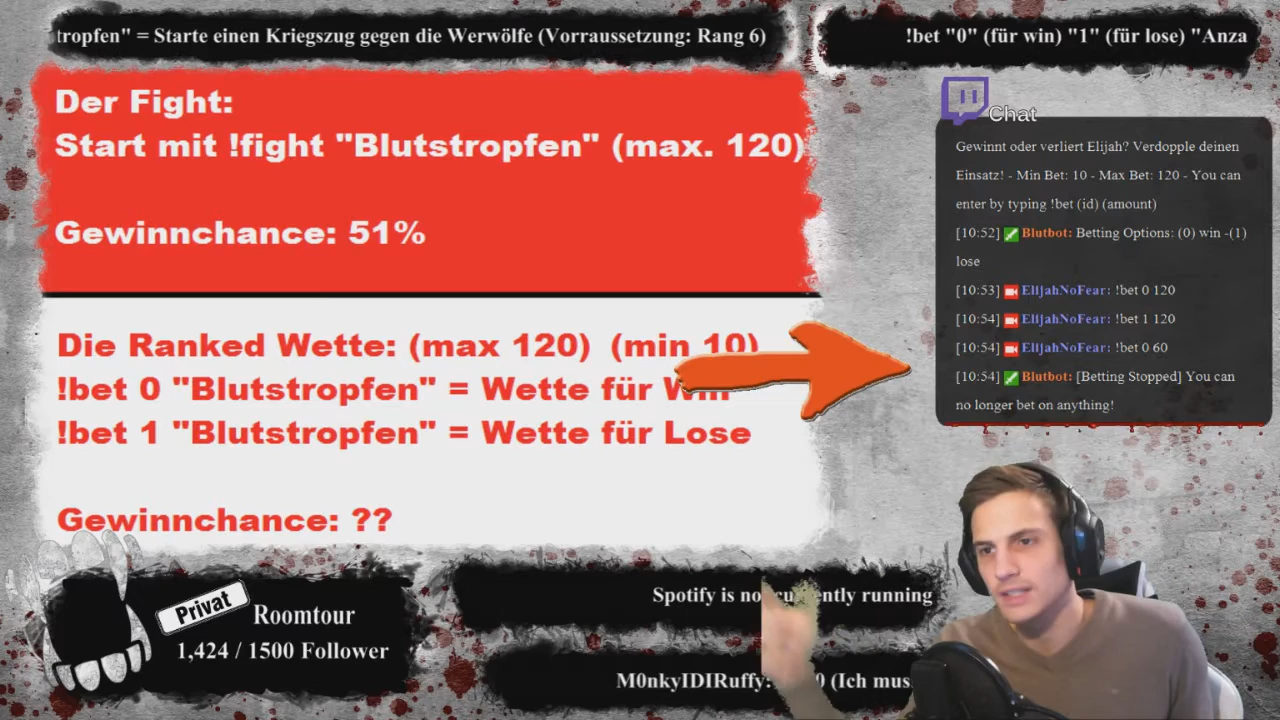 tropfen" = Starte einen Kriegszug gegen die Werwölfe (Vorraussetzung: Rang 6)
!bet "0" (für win) "1" (für lose) "Anza
Der Fight:
Start mit !fight "Blutstropfen" (max. 120)
Gewinnchance: 51%
Die Ranked Wette: (max 120) (min 10)
!bet 0 "Blutstropfen" = Wette für Win
!bet 1 "Blutstropfen" = Wette für Lose
Gewinnchance: ??
Chat
Gewinnt oder verliert Elijah? Verdopple deinen
Einsatz! - Min Bet: 10 - Max Bet: 120 - You can
enter by typing !bet (id) (amount)
[10:52] Blutbot: Betting Options: (0) win -(1)
lose
[10:53] ElijahNoFear: !bet 0 120
[10:54] ElijahNoFear: !bet 1 120
[10:54] ElijahNoFear: !bet 0 60
[10:54] Blutbot: [Betting Stopped] You can
no longer bet on anything!
Privat Roomtour
1,424 / 1500 Follower
Spotify is not currently running
M0nkyIDIRuffy: (Ich